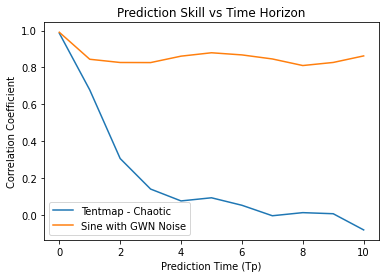 Prediction Skill vs Time Horizon
Correlation Coefficient
1.0
0.8
0.6
0.4
0.2
0.0
Tentmap - Chaotic
Sine with GWN Noise
0
2
4
6
8
10
Prediction Time (Tp)